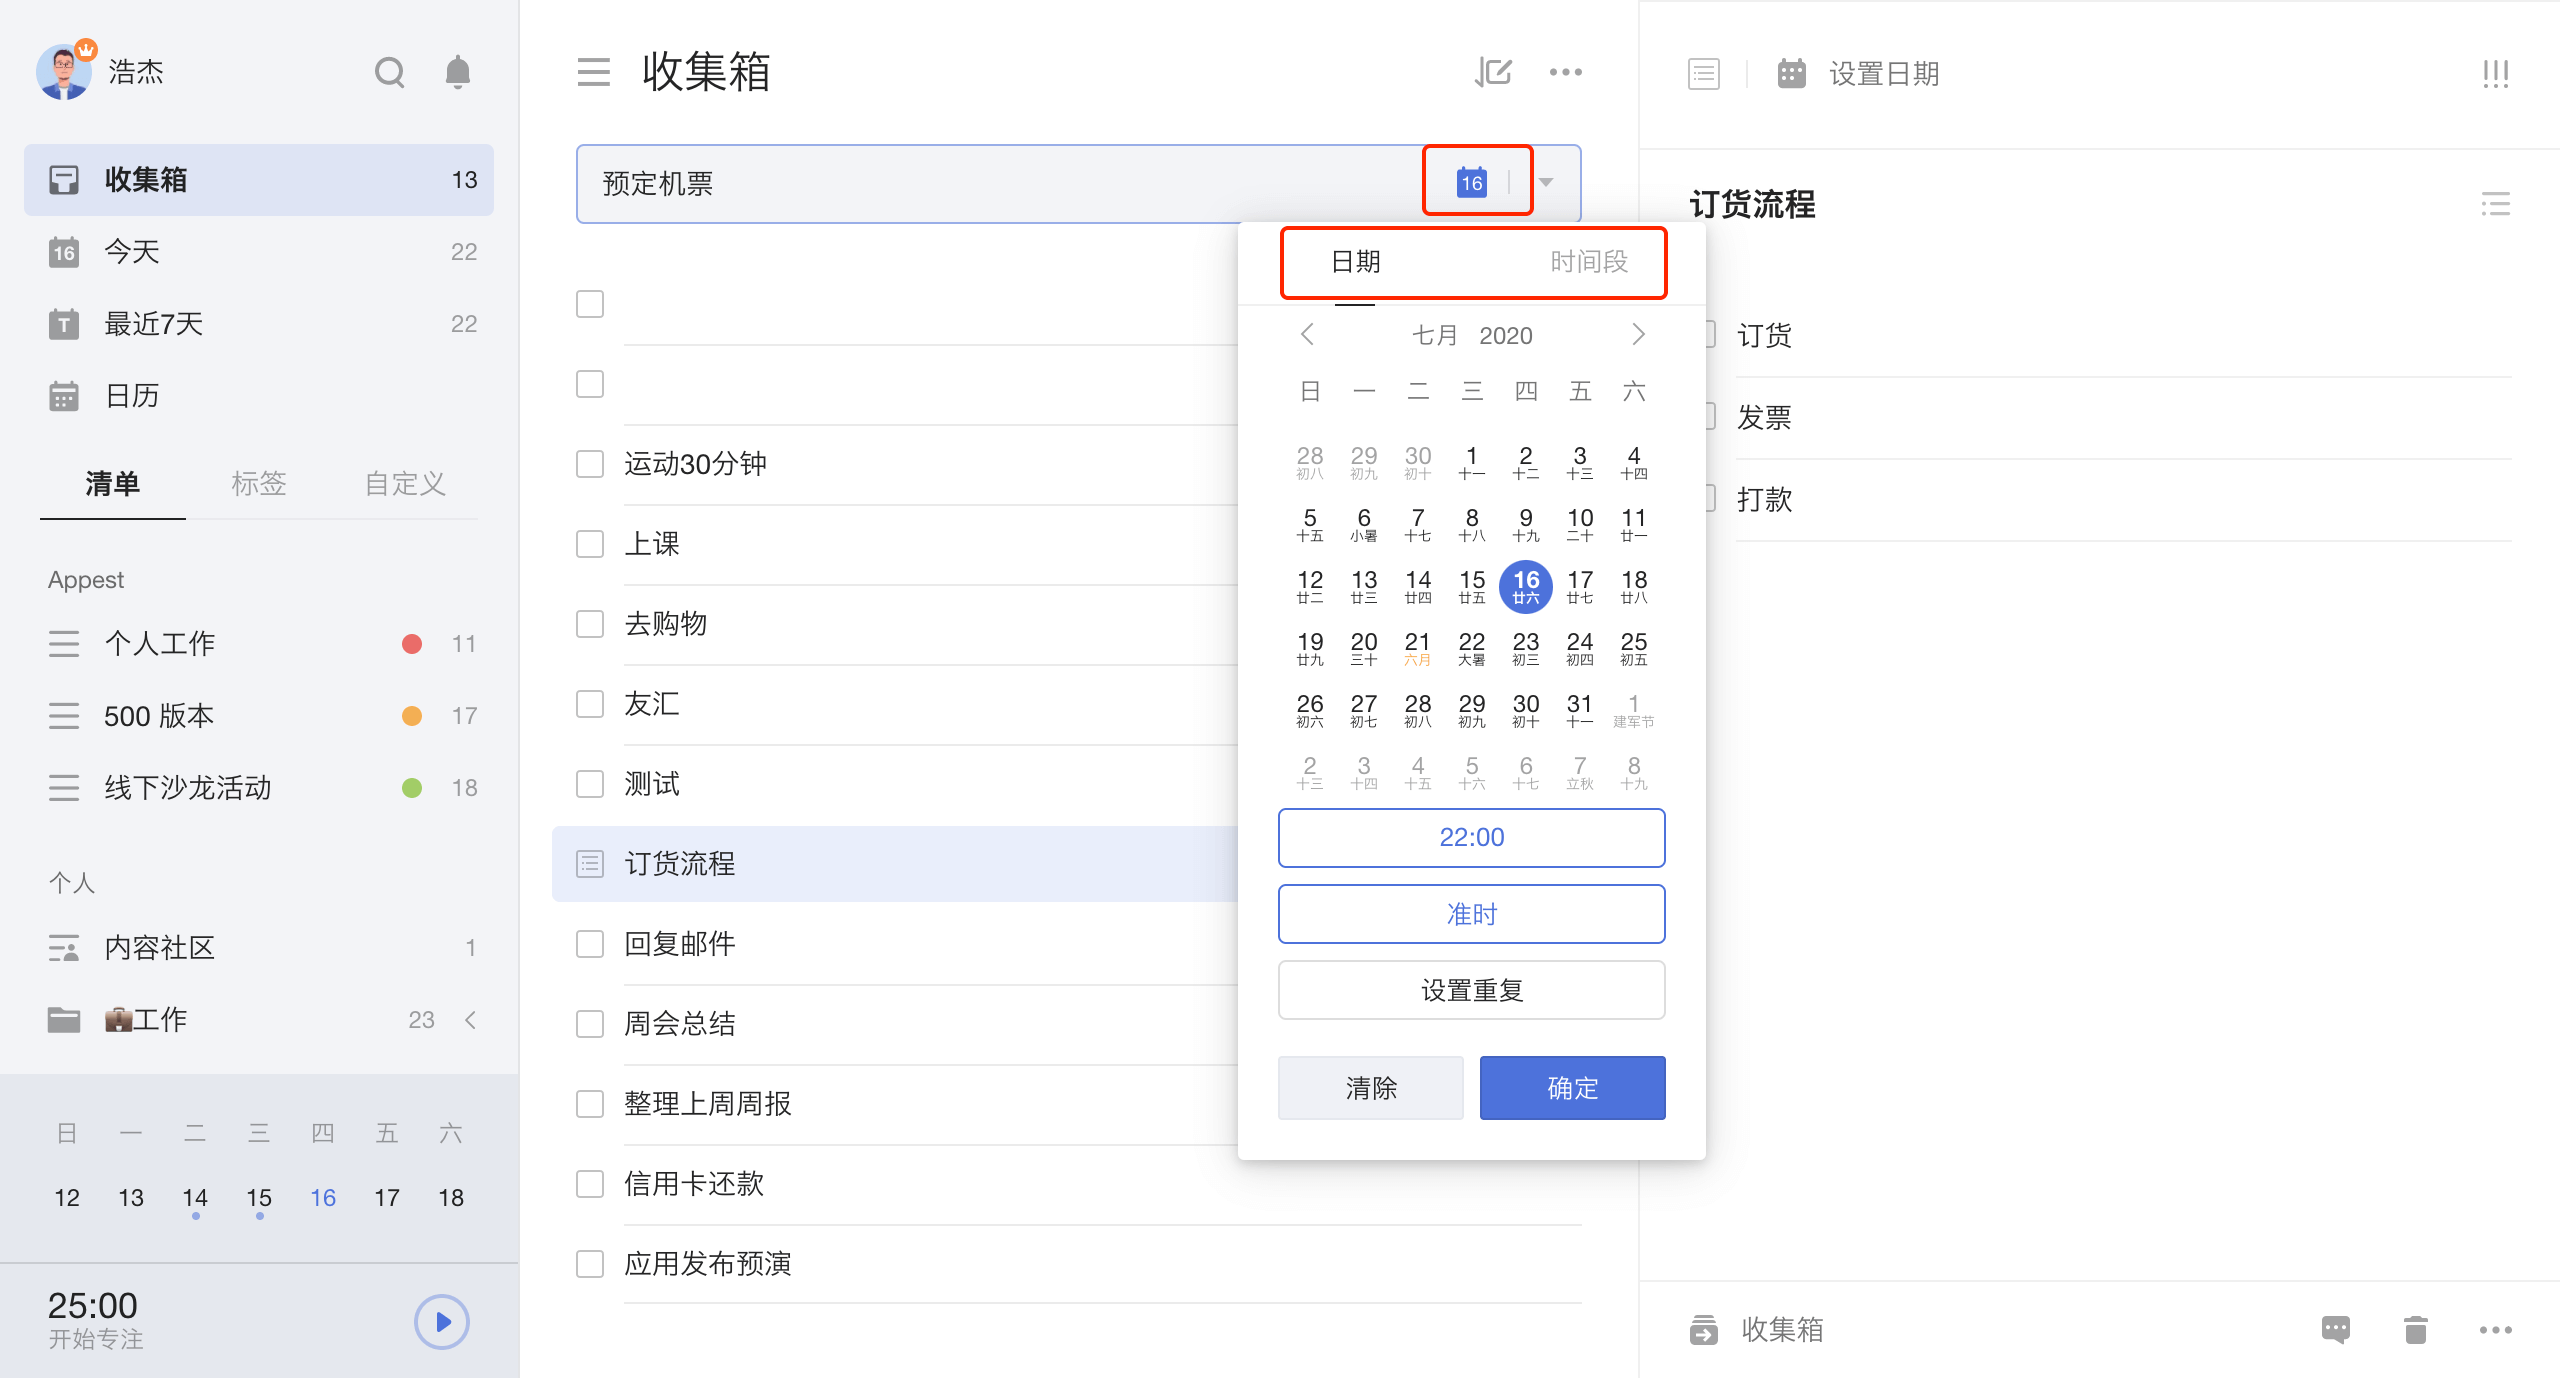 浩杰
收集箱 13
16 今天 22
T 最近7天 22
日历
清单 标签 自定义
Appest
个人工作 11
500 版本 17
线下沙龙活动 18
个人
内容社区 1
💼工作 23
日 一 二 三 四 五 六
12 13 14 15 16 17 18
25:00
开始专注
收集箱
预定机票 16
运动30分钟
上课
去购物
友汇
测试
订货流程
回复邮件
周会总结
整理上周周报
信用卡还款
应用发布预演
日期 时间段
七月 2020
日 一 二 三 四 五 六
28 29 30 1 2 3 4
初八 初九 初十 十一 十二 十三 十四
5 6 7 8 9 10 11
十五 小暑 十七 十八 十九 二十 廿一
12 13 14 15 16 17 18
廿二 廿三 廿四 廿五 廿六 廿七 廿八
19 20 21 22 23 24 25
廿九 三十 六月 大暑 初三 初四 初五
26 27 28 29 30 31 1
初六 初七 初八 初九 初十 十一 建军节
2 3 4 5 6 7 8
十三 十四 十五 十六 十七 立秋 十九
22:00
准时
设置重复
清除 确定
设置日期
订货流程
订货
发票
打款
收集箱